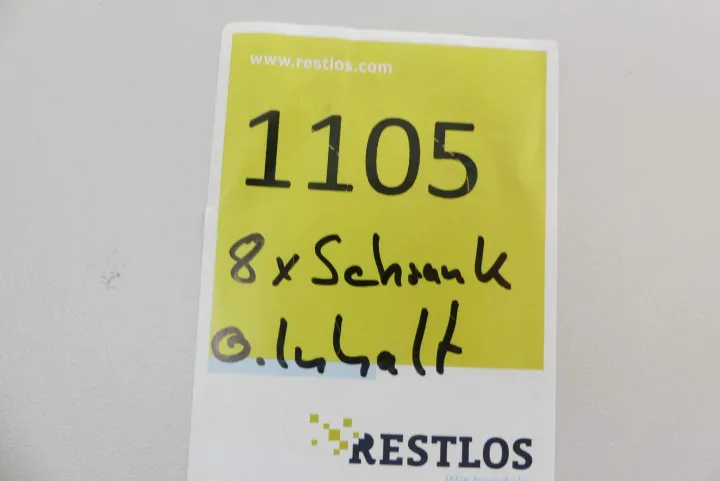 www.restlos.com
1105
8 x Schrank
o. Inhalt
RESTLOS